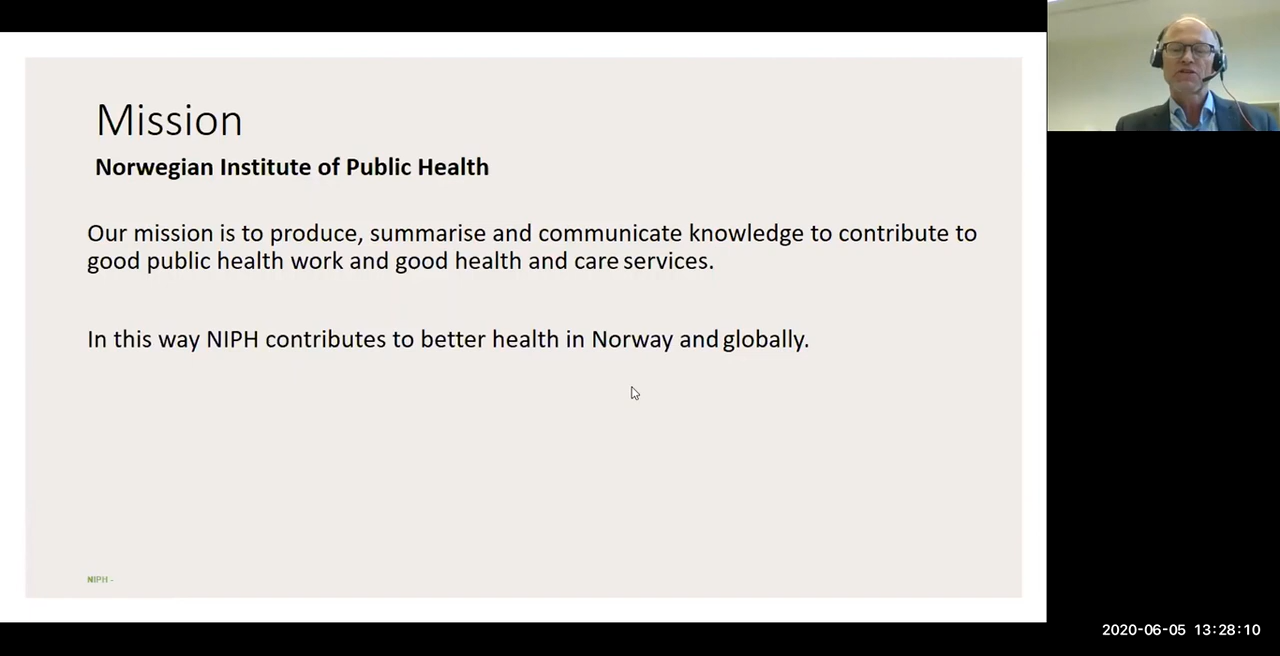 Mission
Norwegian Institute of Public Health
Our mission is to produce, summarise and communicate knowledge to contribute to
good public health work and good health and care services.
In this way NIPH contributes to better health in Norway and globally.
NIPH -
2020-06-05 13:28:10